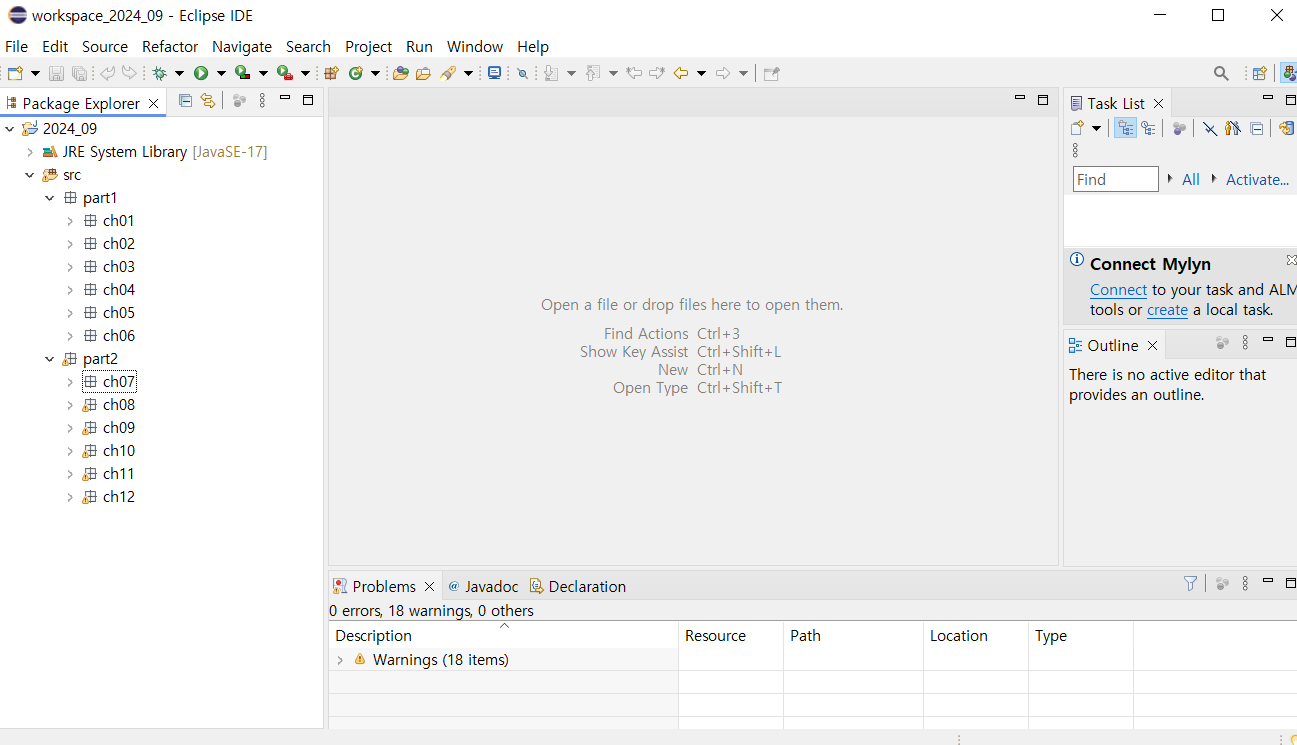 workspace_2024_09 - Eclipse IDE
File Edit Source Refactor Navigate Search Project Run Window Help
Package Explorer
2024_09
JRE System Library [JavaSE-17]
src
part1
ch01
ch02
ch03
ch04
ch05
ch06
part2
ch07
ch08
ch09
ch10
ch11
ch12
Open a file or drop files here to open them.
Find Actions Ctrl+3
Show Key Assist Ctrl+Shift+L
New Ctrl+N
Open Type Ctrl+Shift+T
Task List
Find All Activate...
Connect Mylyn
Connect to your task and ALM
tools or create a local task.
Outline
There is no active editor that
provides an outline.
Problems @ Javadoc Declaration
0 errors, 18 warnings, 0 others
Description Resource Path Location Type
Warnings (18 items)